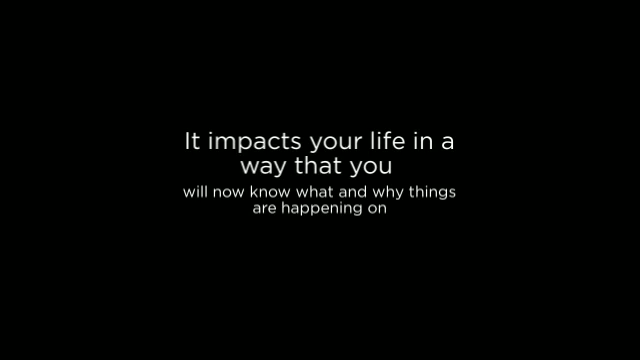 It impacts your life in a
way that you
will now know what and why things
are happening on